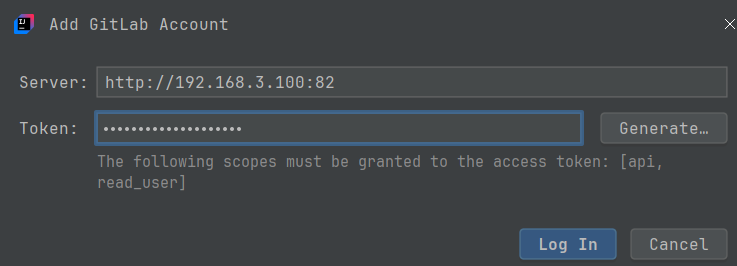 Add GitLab Account
Server: http://192.168.3.100:82
Token: •••••••••••••••••••• Generate…
The following scopes must be granted to the access token: [api,
read_user]
Log In Cancel